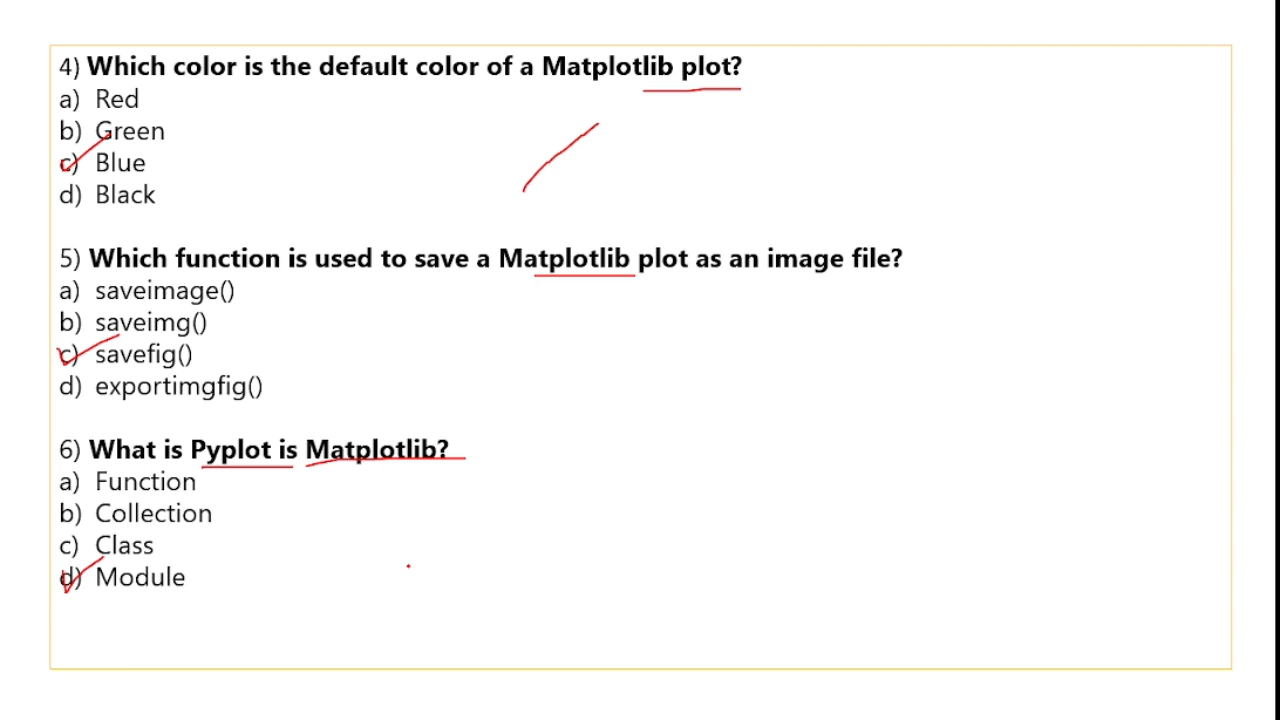 4) Which color is the default color of a Matplotlib plot?
a) Red
b) Green
c) Blue
d) Black
5) Which function is used to save a Matplotlib plot as an image file?
a) saveimage()
b) saveimg()
c) savefig()
d) exportimgfig()
6) What is Pyplot is Matplotlib?
a) Function
b) Collection
c) Class
d) Module